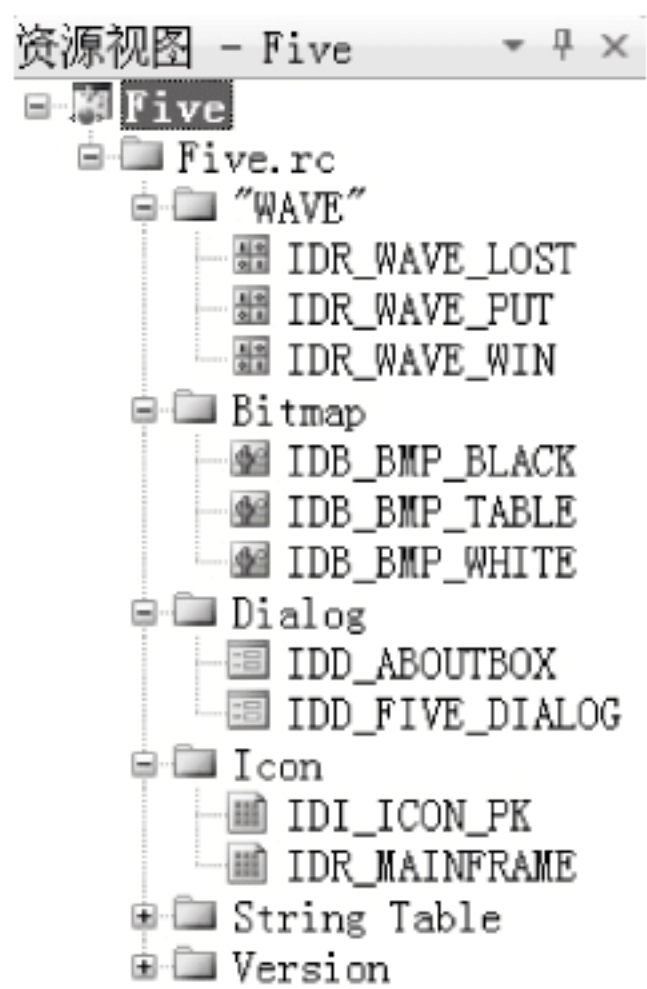 资源视图 - Five
Five
Five.rc
"WAVE"
IDR_WAVE_LOST
IDR_WAVE_PUT
IDR_WAVE_WIN
Bitmap
IDB_BMP_BLACK
IDB_BMP_TABLE
IDB_BMP_WHITE
Dialog
IDD_ABOUTBOX
IDD_FIVE_DIALOG
Icon
IDI_ICON_PK
IDR_MAINFRAME
String Table
Version